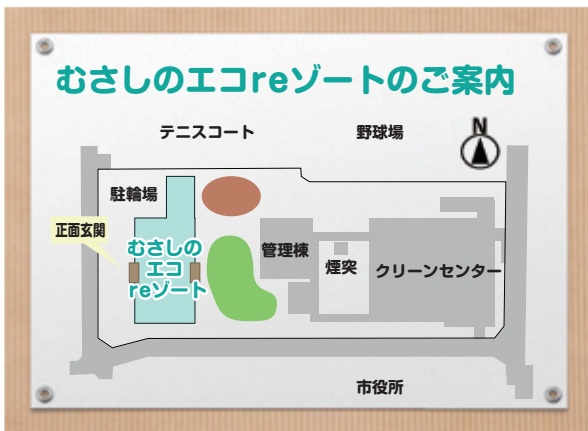 むさしのエコreゾートのご案内
テニスコート
野球場
N
駐輪場
正面玄関
むさしの
エコ
reゾート
管理棟
煙突
クリーンセンター
市役所